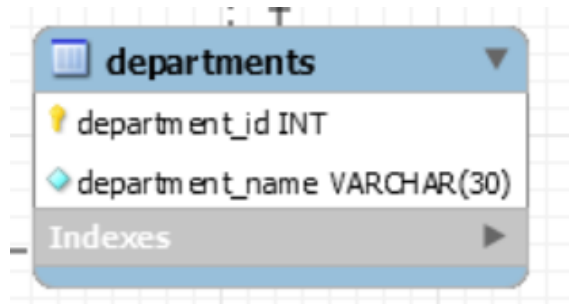 departments
department_id INT
department_name VARCHAR(30)
Indexes